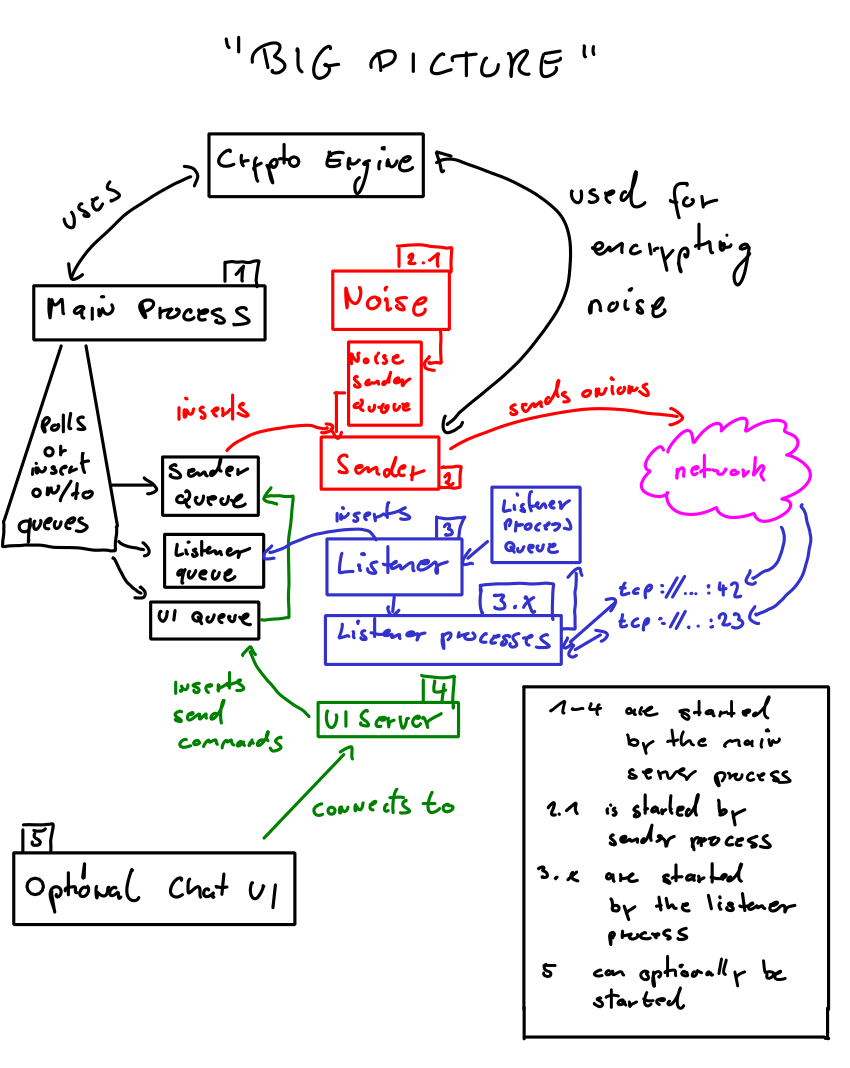 "BIG PICTURE"
Crypto Engine
uses
used for
encrypting
noise
1
Main Process
2.1
Noise
Noise
Sender
Queue
inserts
sends onions
polls
or
insert
on/to
queues
Sender
Queue
Sender
2
network
Listener
queue
inserts
3
Listener
Listener
Process
Queue
UI Queue
3.x
Listener processes
tcp://...:42
tcp://..:23
inserts
send
commands
4
UI Server
connects to
5
Optional Chat UI
1-4 are started
by the main
server process
2.1 is started by
sender process
3.x are started
by the listener
process
5 can optionally be
started